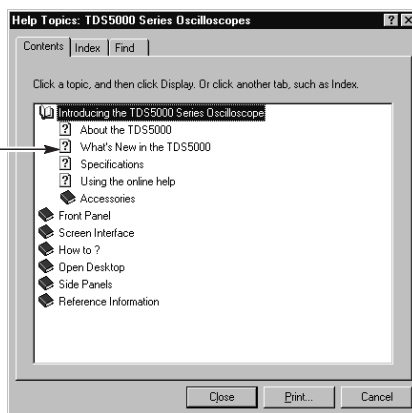 Help Topics: TDS5000 Series Oscilloscopes
Contents Index Find
Click a topic, and then click Display. Or click another tab, such as Index.
Introducing the TDS5000 Series Oscilloscope
? About the TDS5000
? What's New in the TDS5000
? Specifications
? Using the online help
Accessories
Front Panel
Screen Interface
How to ?
Open Desktop
Side Panels
Reference Information
Close Print... Cancel